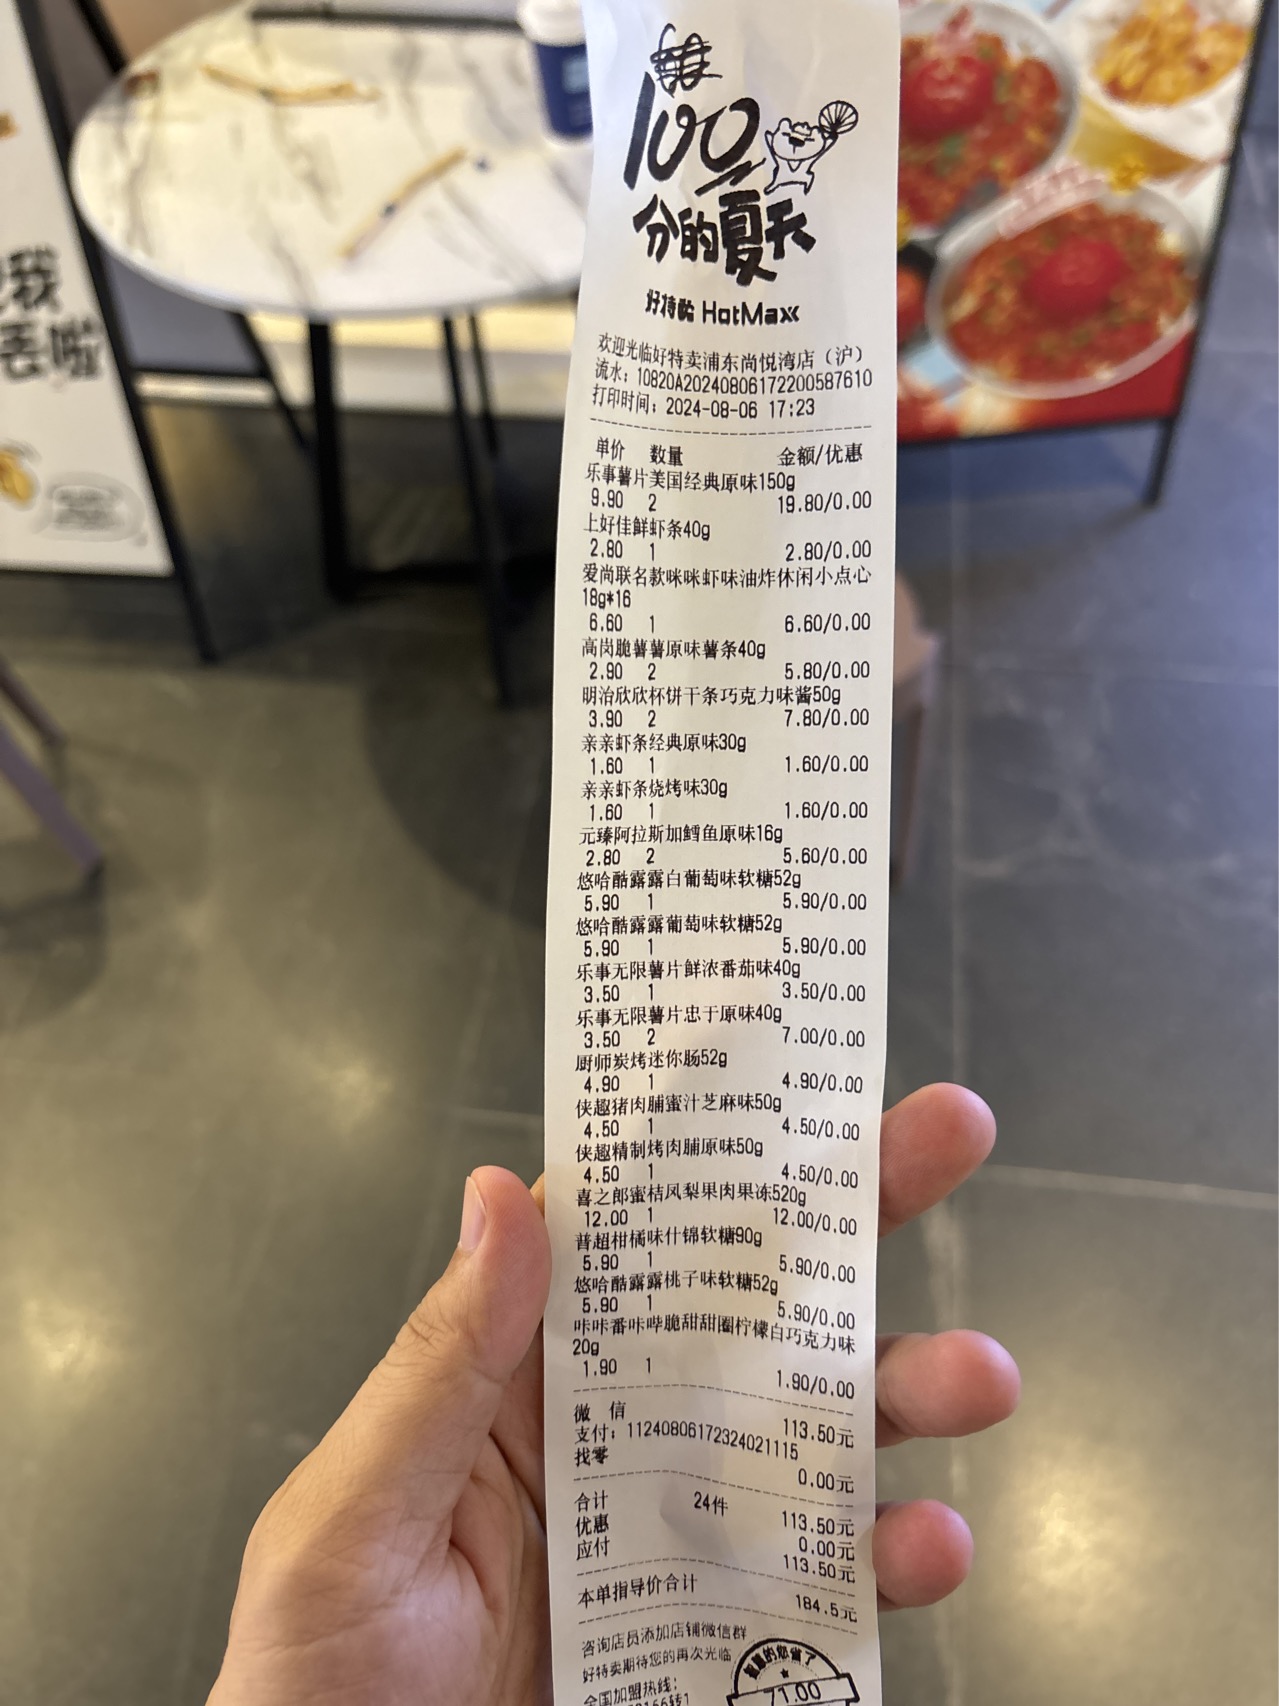 100
分的夏天
好特卖 HotMaxx
欢迎光临好特卖浦东尚悦湾店（沪）
流水：10820A20240806172200587610
打印时间：2024-08-06 17:23
单价 数量 金额/优惠
乐事薯片美国经典原味150g
9.90 2 19.80/0.00
上好佳鲜虾条40g
2.80 1 2.80/0.00
爱尚联名款咪咪虾味油炸休闲小点心
18g*16
6.60 1 6.60/0.00
高岗脆薯薯原味薯条40g
2.90 2 5.80/0.00
明治欣欣杯饼干条巧克力味酱50g
3.90 2 7.80/0.00
亲亲虾条经典原味30g
1.60 1 1.60/0.00
亲亲虾条烧烤味30g
1.60 1 1.60/0.00
元臻阿拉斯加鳕鱼原味16g
2.80 2 5.60/0.00
悠哈酷露露白葡萄味软糖52g
5.90 1 5.90/0.00
悠哈酷露露葡萄味软糖52g
5.90 1 5.90/0.00
乐事无限薯片鲜浓番茄味40g
3.50 1 3.50/0.00
乐事无限薯片忠于原味40g
3.50 2 7.00/0.00
厨师炭烤迷你肠52g
4.90 1 4.90/0.00
侠趣猪肉脯蜜汁芝麻味50g
4.50 1 4.50/0.00
侠趣精制烤肉脯原味50g
4.50 1 4.50/0.00
喜之郎蜜桔凤梨果肉果冻520g
12.00 1 12.00/0.00
普超柑橘味什锦软糖90g
5.90 1 5.90/0.00
悠哈酷露露桃子味软糖52g
5.90 1 5.90/0.00
咔咔番咔哔脆甜甜圈柠檬白巧克力味
20g
1.90 1 1.90/0.00
微 信 113.50元
支付：11240806172324021115
找零 0.00元
合计 24件 113.50元
优惠 0.00元
应付 113.50元
本单指导价合计 184.5元
咨询店员添加店铺微信群
好特卖期待您的再次光临
全国加盟热线：
转1
的您省了
71.00
我
丢啦